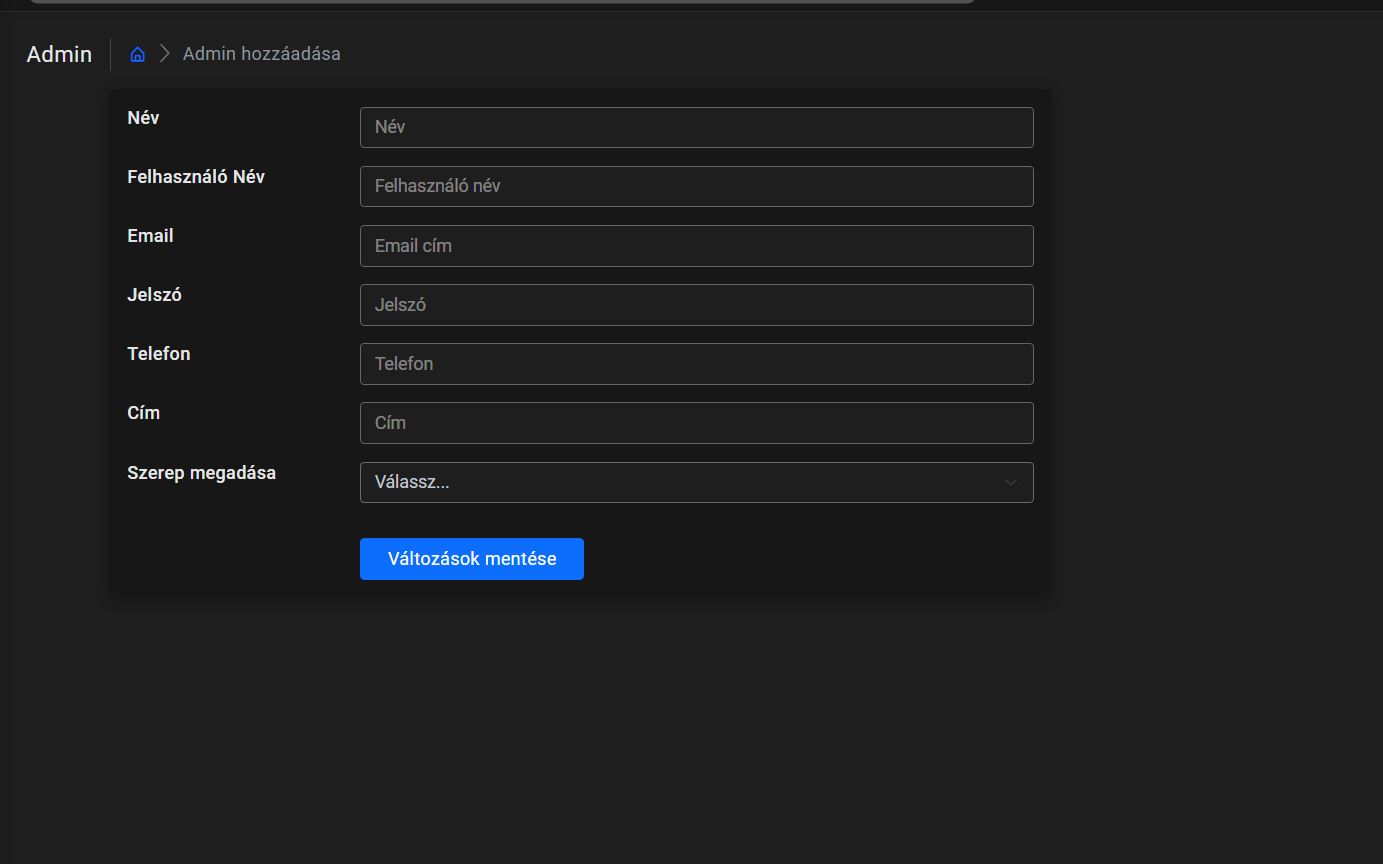 Admin
Admin hozzáadása
Név
Név
Felhasználó Név
Felhasználó név
Email
Email cím
Jelszó
Jelszó
Telefon
Telefon
Cím
Cím
Szerep megadása
Válassz...
Változások mentése